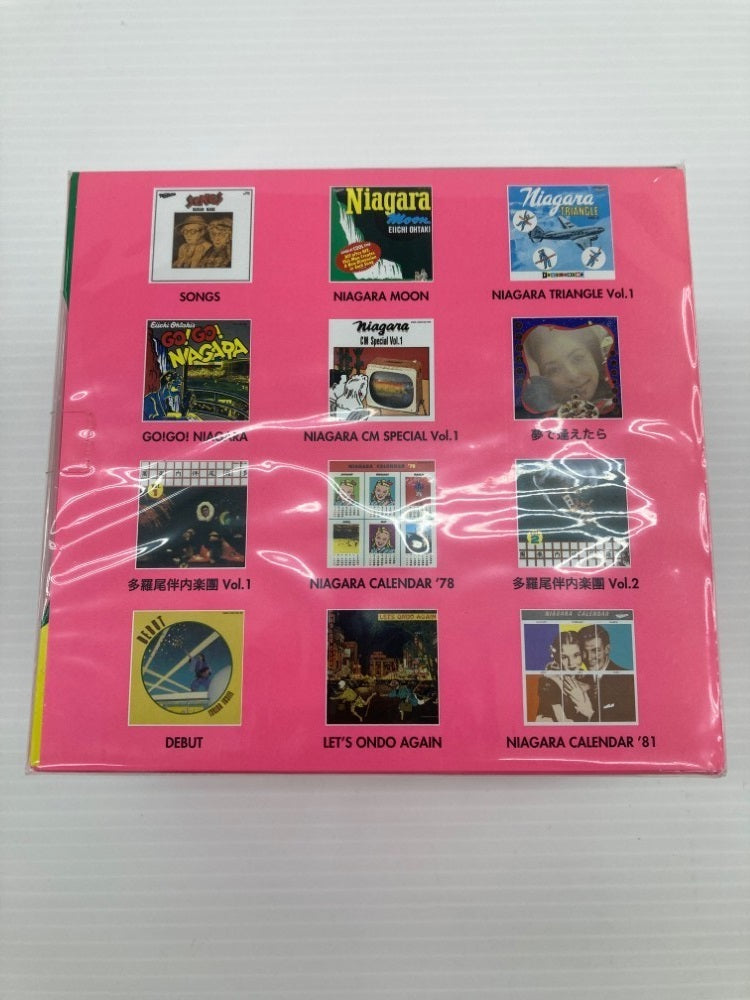 SONGS
Niagara
Moon
EIICHI OHTAKI
Niagara
TRIANGLE
SONGS
NIAGARA MOON
NIAGARA TRIANGLE Vol.1
Eiichi Ohtaki's
GO! GO!
NIAGARA
Niagara
CM Special Vol.1
GO!GO! NIAGARA
NIAGARA CM SPECIAL Vol.1
夢で逢えたら
NIAGARA CALENDAR '78
多羅尾伴内楽團 Vol.1
NIAGARA CALENDAR '78
多羅尾伴内楽團 Vol.2
DEBUT
LET'S ONDO AGAIN
NIAGARA CALENDAR
DEBUT
LET'S ONDO AGAIN
NIAGARA CALENDAR '81